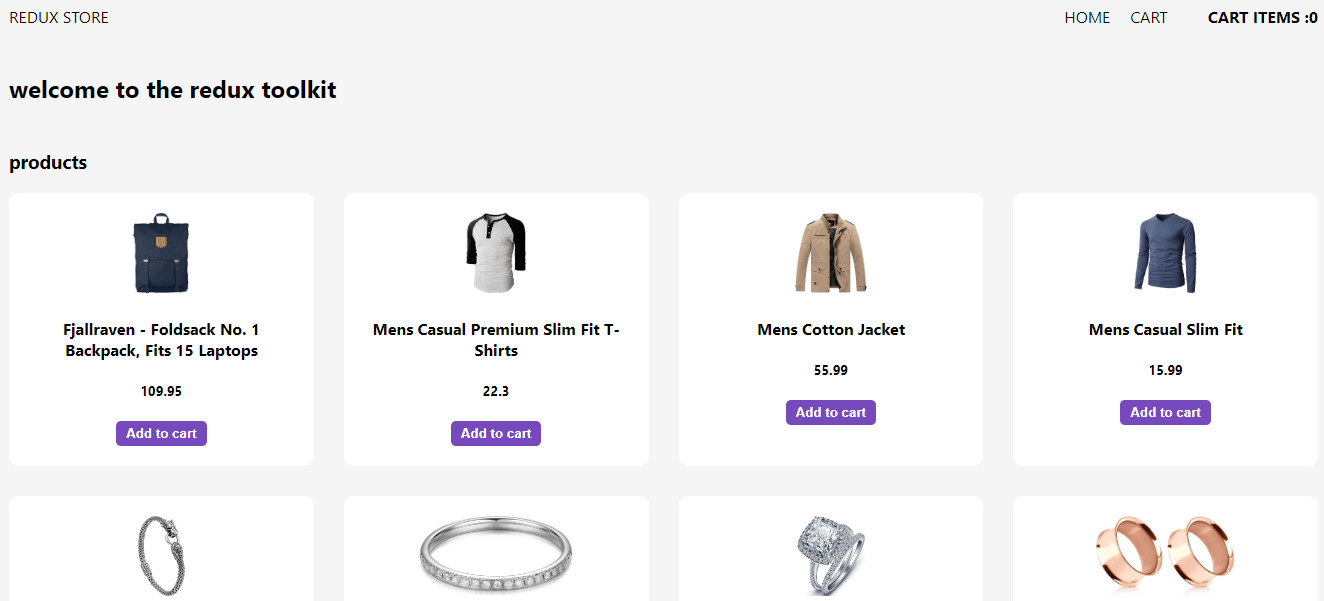 REDUX STORE
HOME
CART
CART ITEMS :0
welcome to the redux toolkit
products
Fjallraven - Foldsack No. 1
Backpack, Fits 15 Laptops
109.95
Add to cart
Mens Casual Premium Slim Fit T-
Shirts
22.3
Add to cart
Mens Cotton Jacket
55.99
Add to cart
Mens Casual Slim Fit
15.99
Add to cart